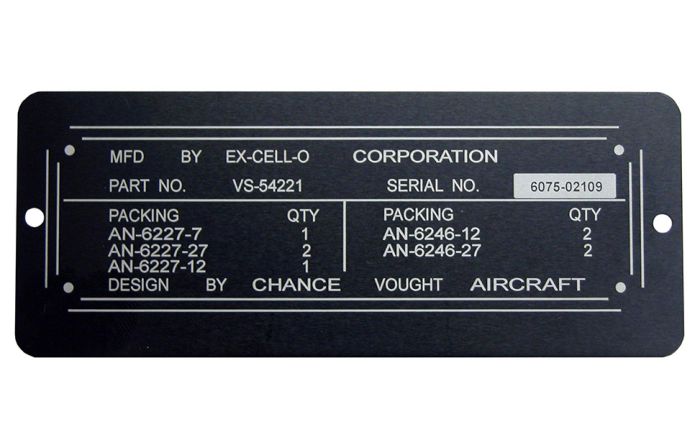 MFD BY EX-CELL-O CORPORATION
PART NO. VS-54221 SERIAL NO. 6075-02109
PACKING QTY
AN-6227-7 1
AN-6227-27 2
AN-6227-12 1
PACKING QTY
AN-6246-12 2
AN-6246-27 2
DESIGN BY CHANCE VOUGHT AIRCRAFT